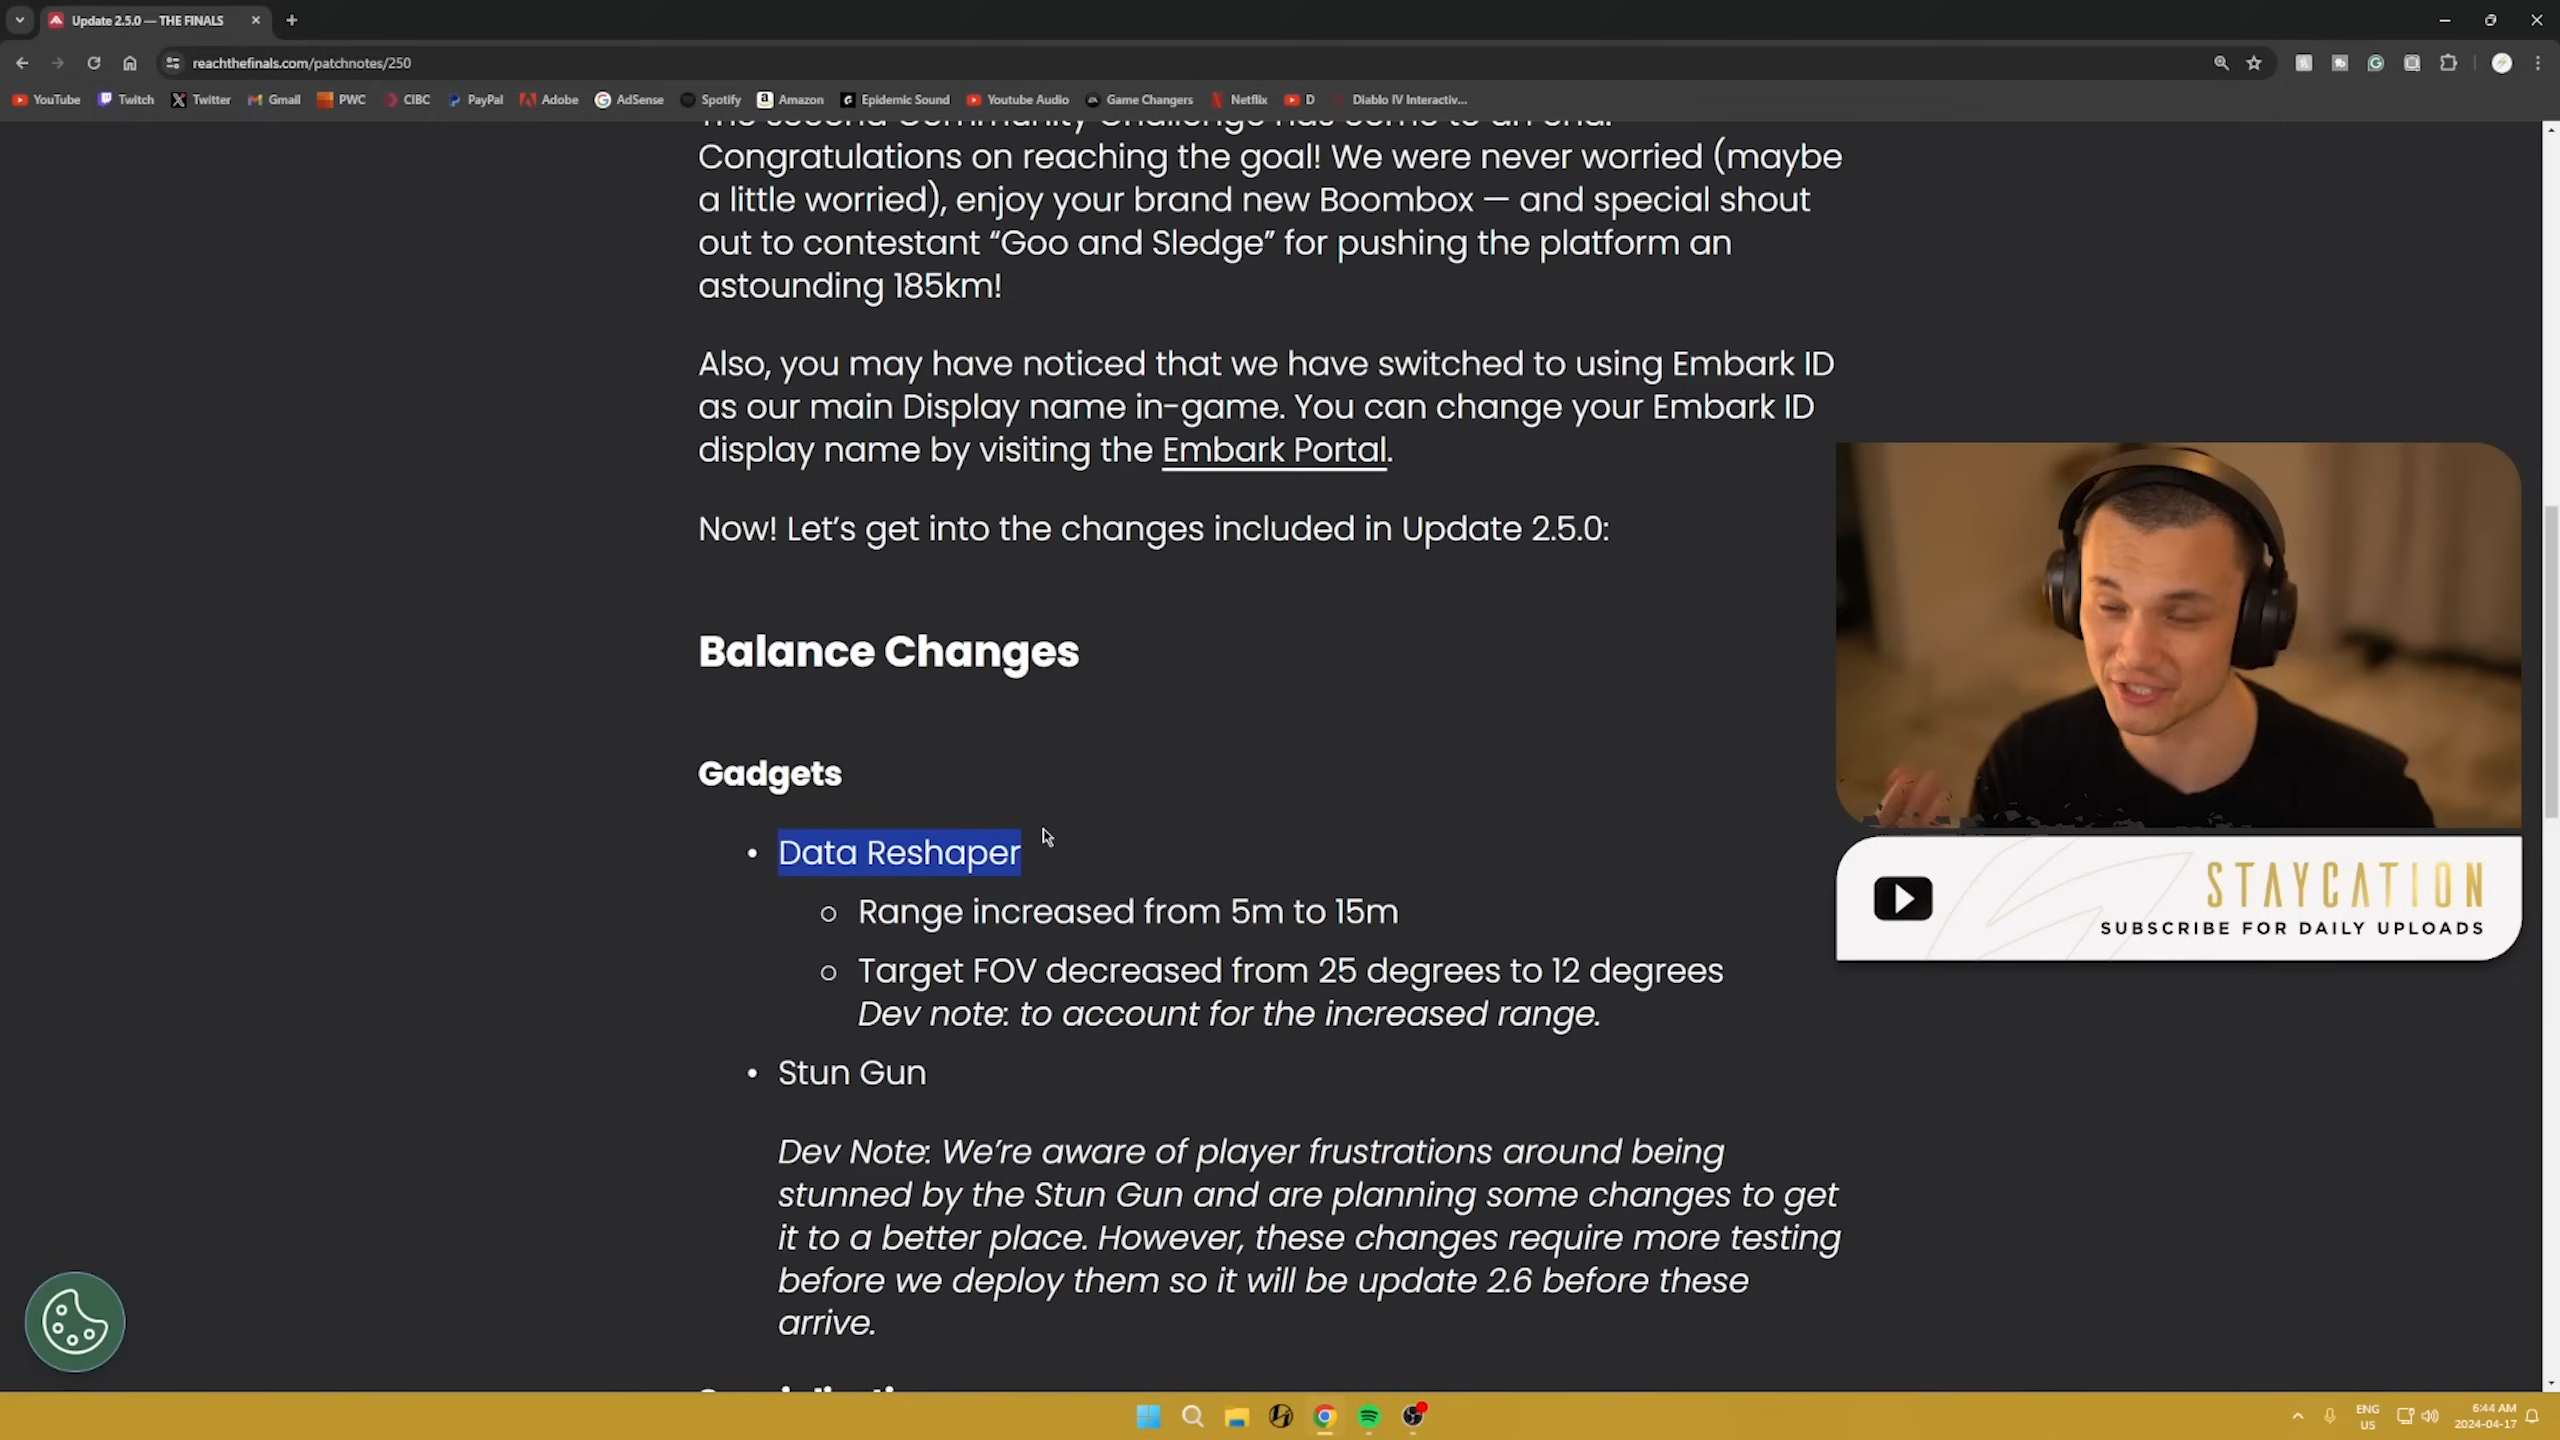 Update 2.5.0 — THE FINALS
reachthefinals.com/patchnotes/250
YouTube Twitch Twitter Gmail PWC CIBC PayPal Adobe AdSense Spotify Amazon Epidemic Sound Youtube Audio Game Changers Netflix D Diablo IV Interactiv...
The second Community Challenge has come to an end.
Congratulations on reaching the goal! We were never worried (maybe
a little worried), enjoy your brand new Boombox — and special shout
out to contestant “Goo and Sledge” for pushing the platform an
astounding 185km!
Also, you may have noticed that we have switched to using Embark ID
as our main Display name in-game. You can change your Embark ID
display name by visiting the Embark Portal.
Now! Let’s get into the changes included in Update 2.5.0:
Balance Changes
Gadgets
• Data Reshaper
○ Range increased from 5m to 15m
○ Target FOV decreased from 25 degrees to 12 degrees
Dev note: to account for the increased range.
• Stun Gun
Dev Note: We’re aware of player frustrations around being
stunned by the Stun Gun and are planning some changes to get
it to a better place. However, these changes require more testing
before we deploy them so it will be update 2.6 before these
arrive.
STAYCATION
SUBSCRIBE FOR DAILY UPLOADS
ENG
US
6:44 AM
2024-04-17